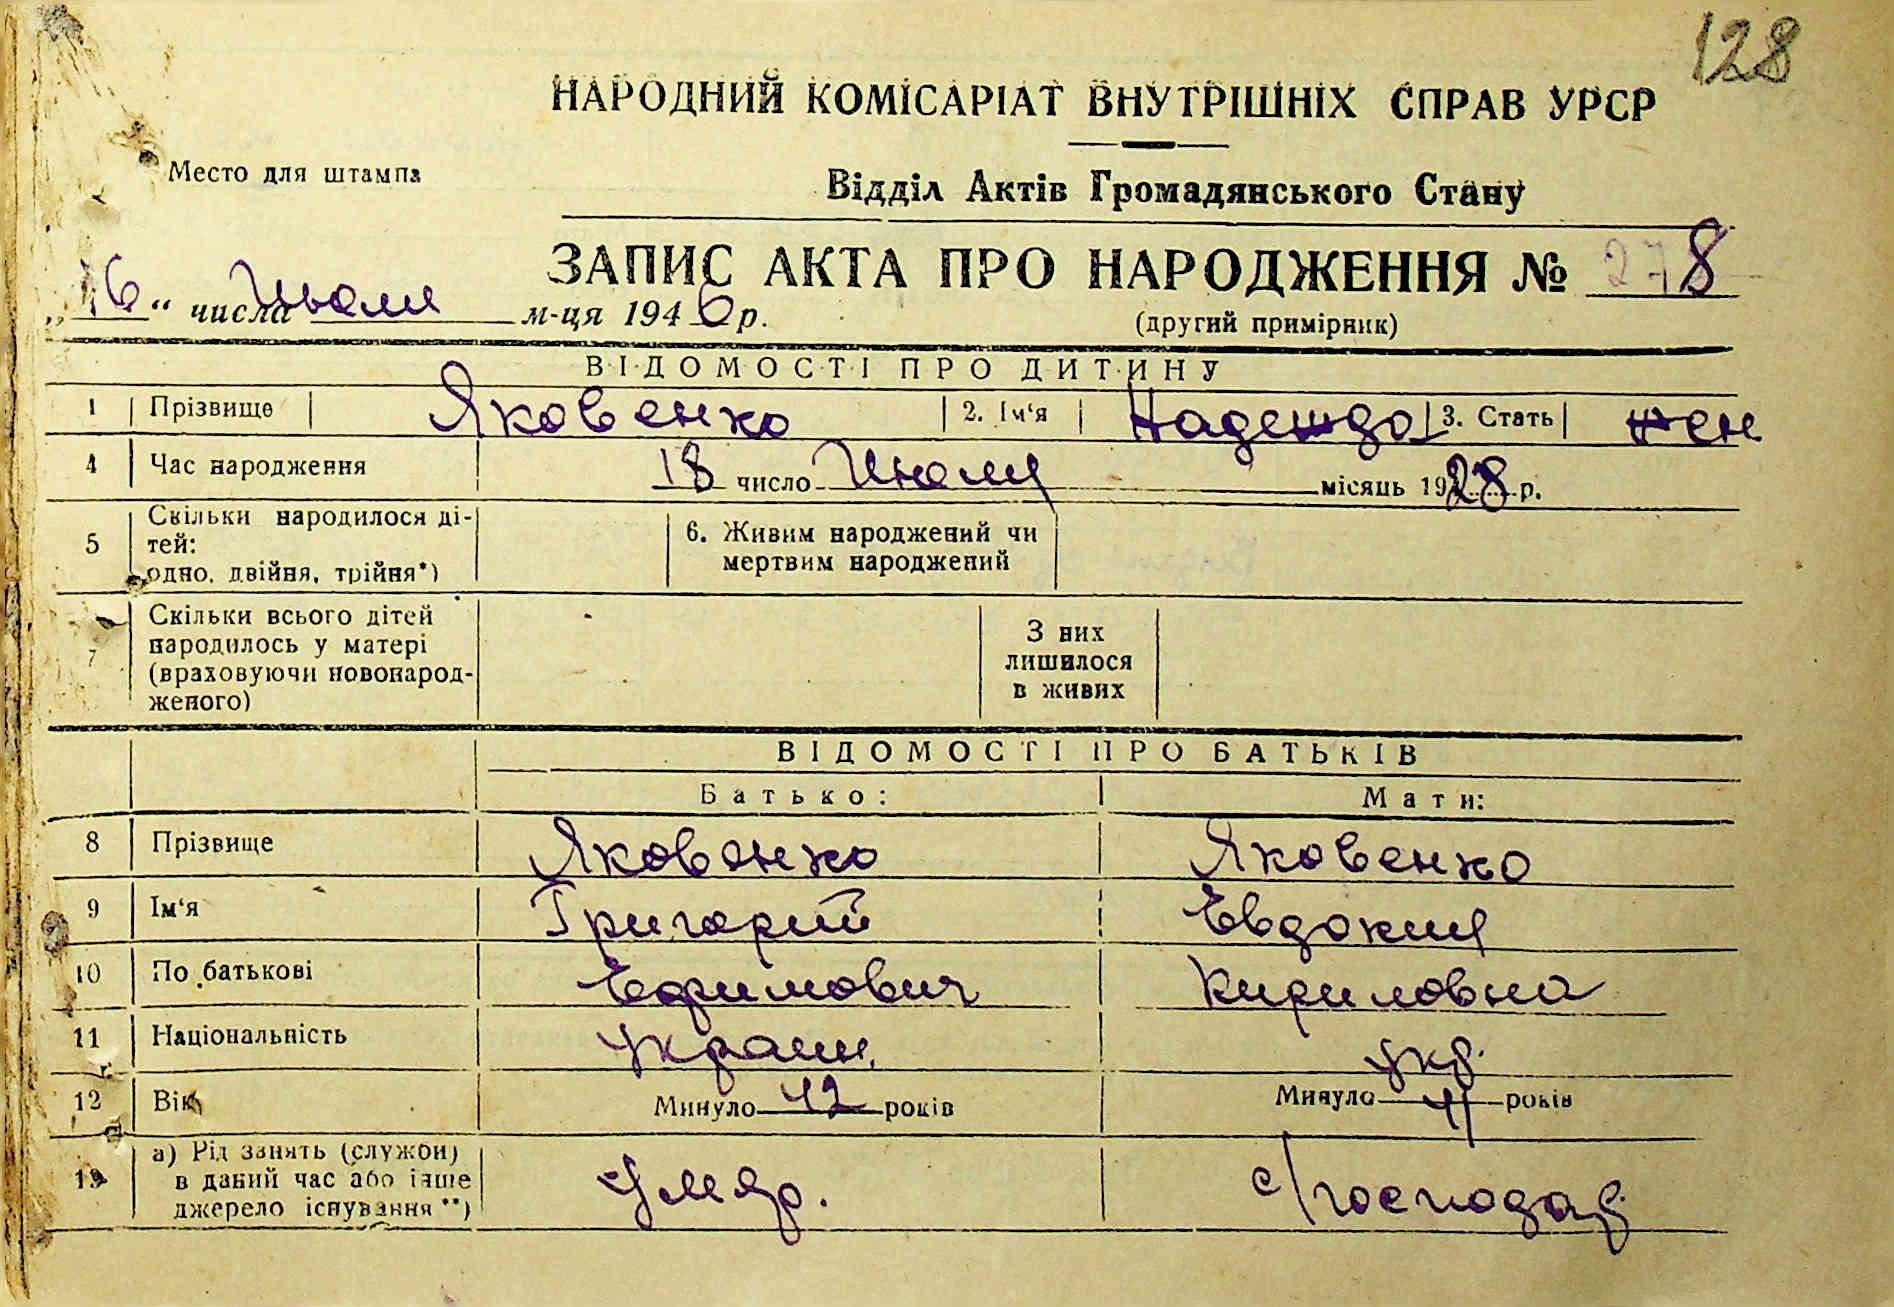 128
НАРОДНИЙ КОМІСАРІАТ ВНУТРІШНІХ СПРАВ УРСР
Место для штампа
Відділ Актів Громадянського Стану
ЗАПИС АКТА ПРО НАРОДЖЕННЯ № 278
„16“ числа Июля м-ця 1946 р.
(другий примірник)
ВІДОМОСТІ ПРО ДИТИНУ
1 Прізвище Яковенко 2. Ім‘я Надежда 3. Стать жен
4 Час народження 18 число Июля місяць 1928 р.
5 Скільки народилося ді-
тей:
одно, двійня, трійня*)
6. Живим народжений чи
мертвим народжений
7 Скільки всього дітей
народилось у матері
(враховуючи новонарод-
женого)
З них
лишилося
в живих
ВІДОМОСТІ ПРО БАТЬКІВ
Батько: Мати:
8 Прізвище Яковенко Яковенко
9 Ім‘я Григорий Евдокия
10 По батькові Ефимович Кириловна
11 Національність украин. укр.
12 Вік Минуло 42 років Минуло 41 років
13 а) Рід занять (служби)
в даний час або інше
джерело існування **)
умер. с/господар